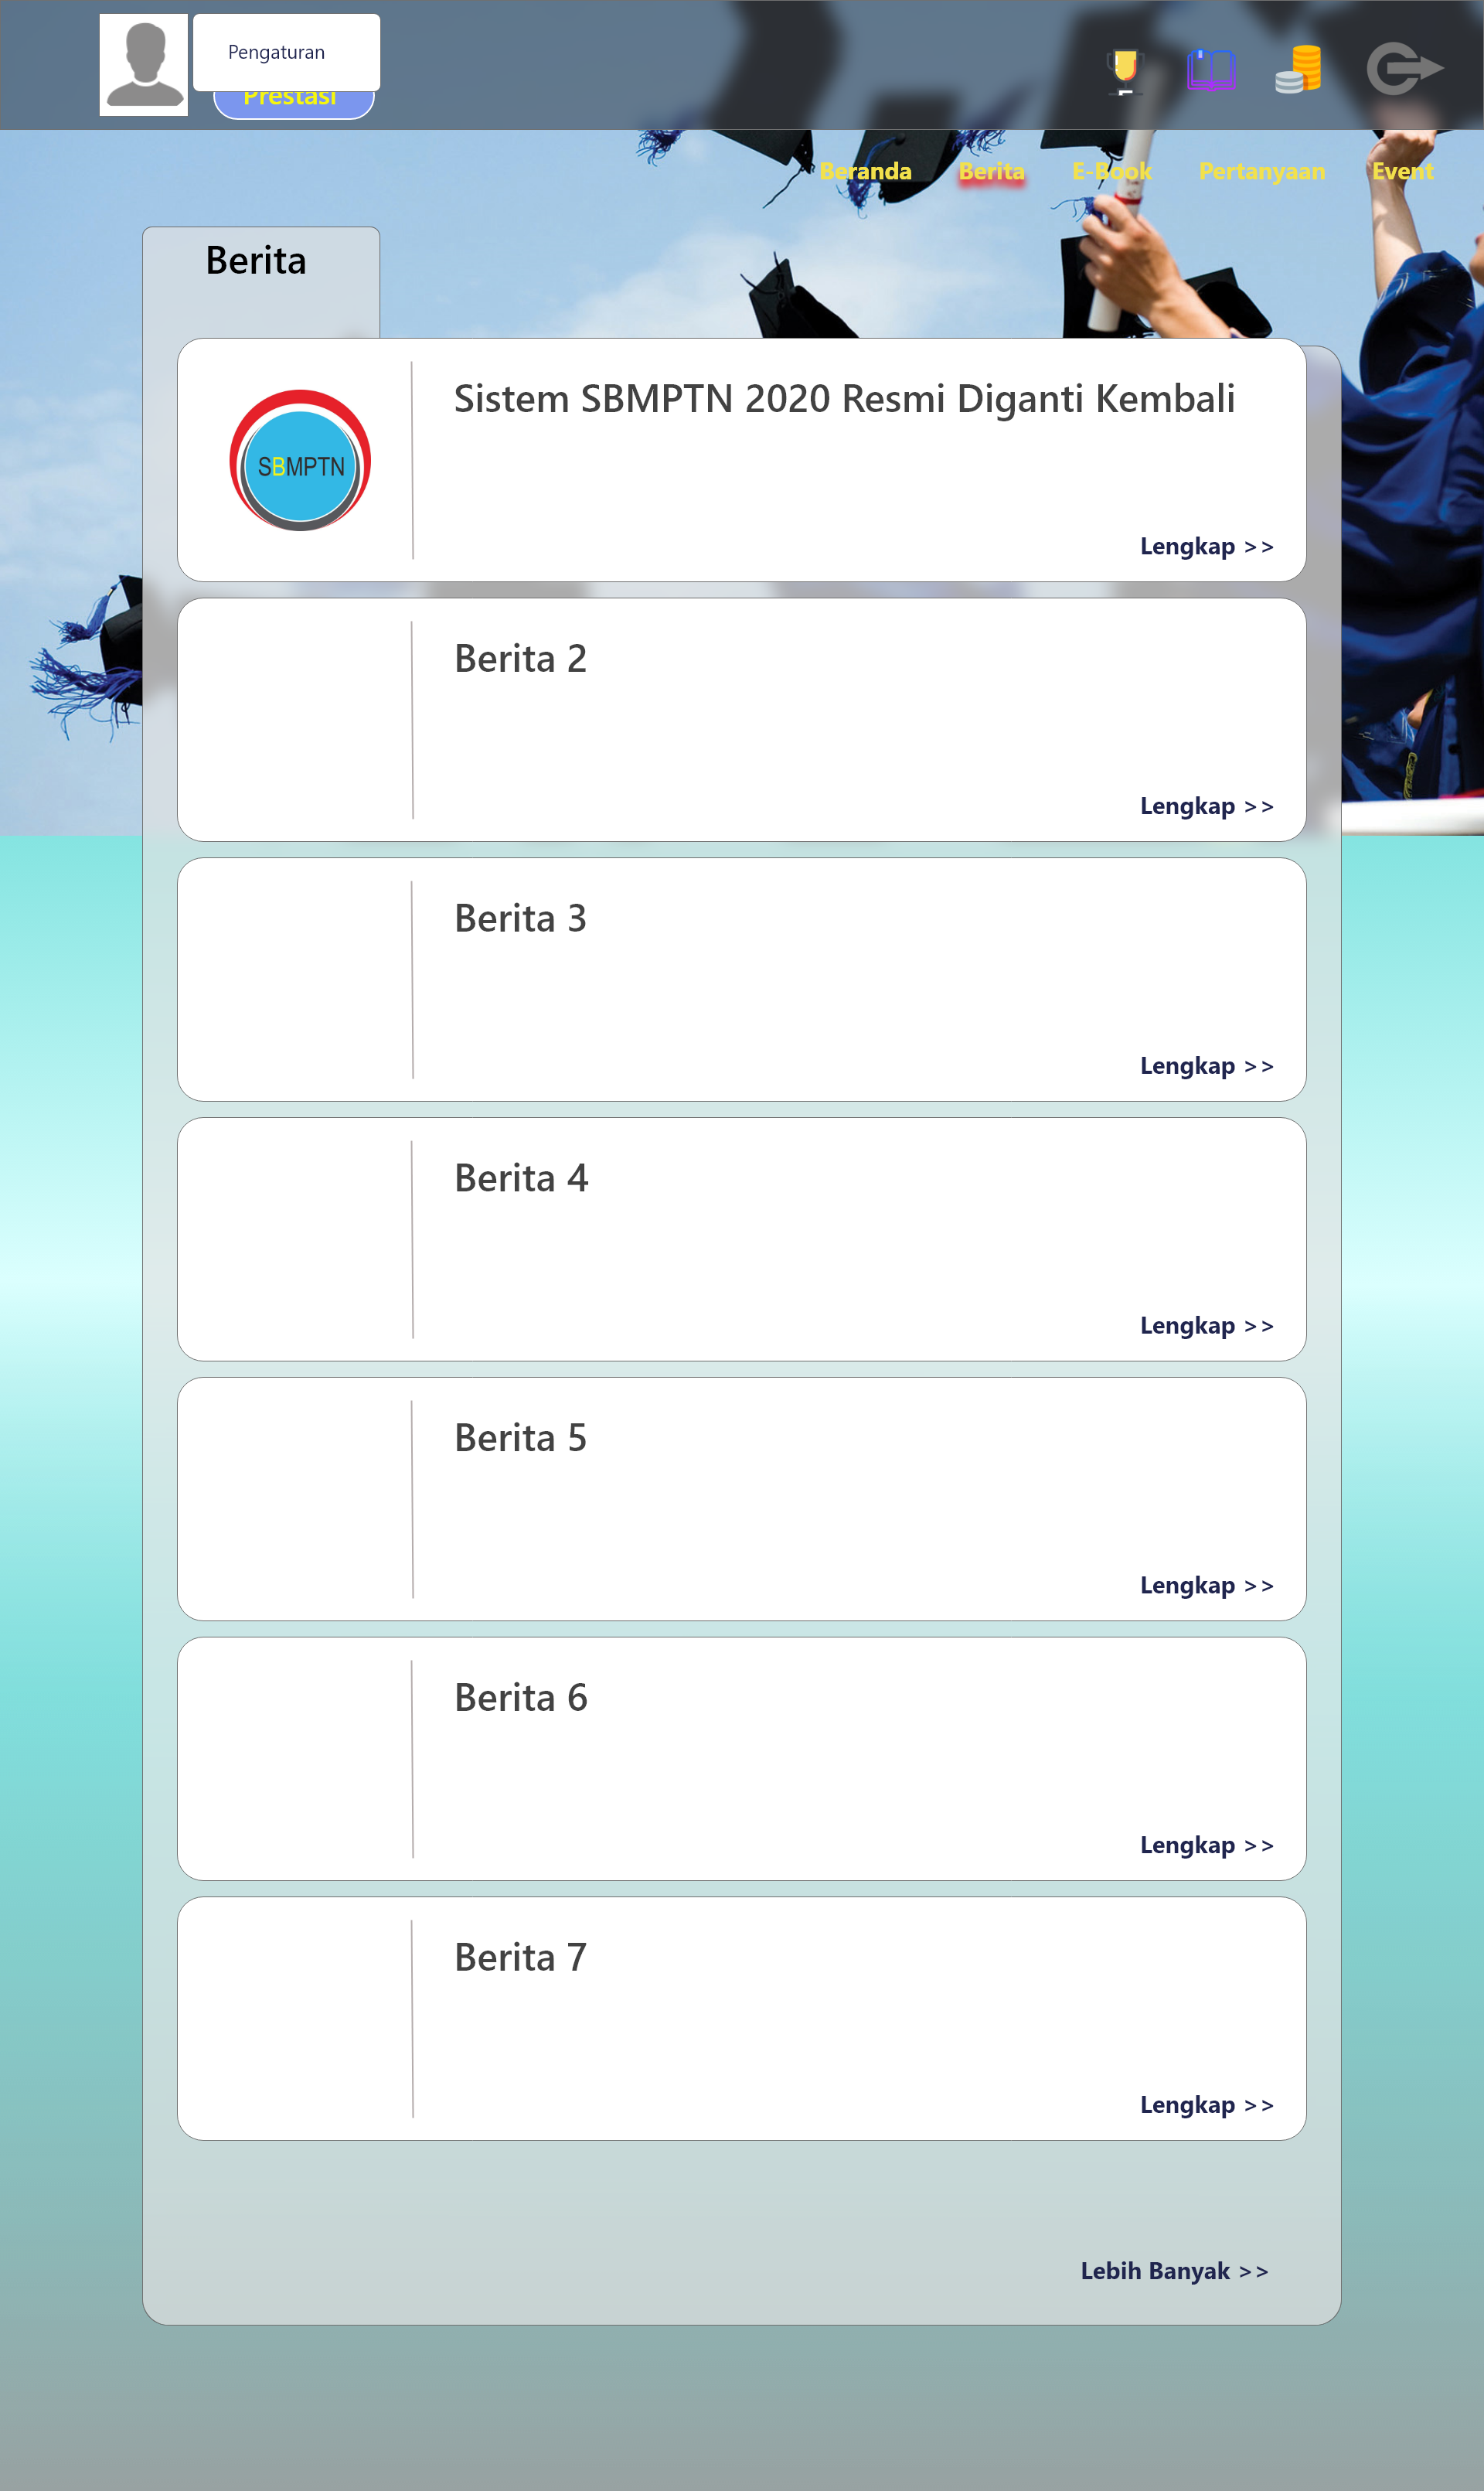 Pengaturan
Prestasi
Beranda Berita E-Book Pertanyaan Event
Berita
SBMPTN
Sistem SBMPTN 2020 Resmi Diganti Kembali
Lengkap >>
Berita 2
Lengkap >>
Berita 3
Lengkap >>
Berita 4
Lengkap >>
Berita 5
Lengkap >>
Berita 6
Lengkap >>
Berita 7
Lengkap >>
Lebih Banyak >>